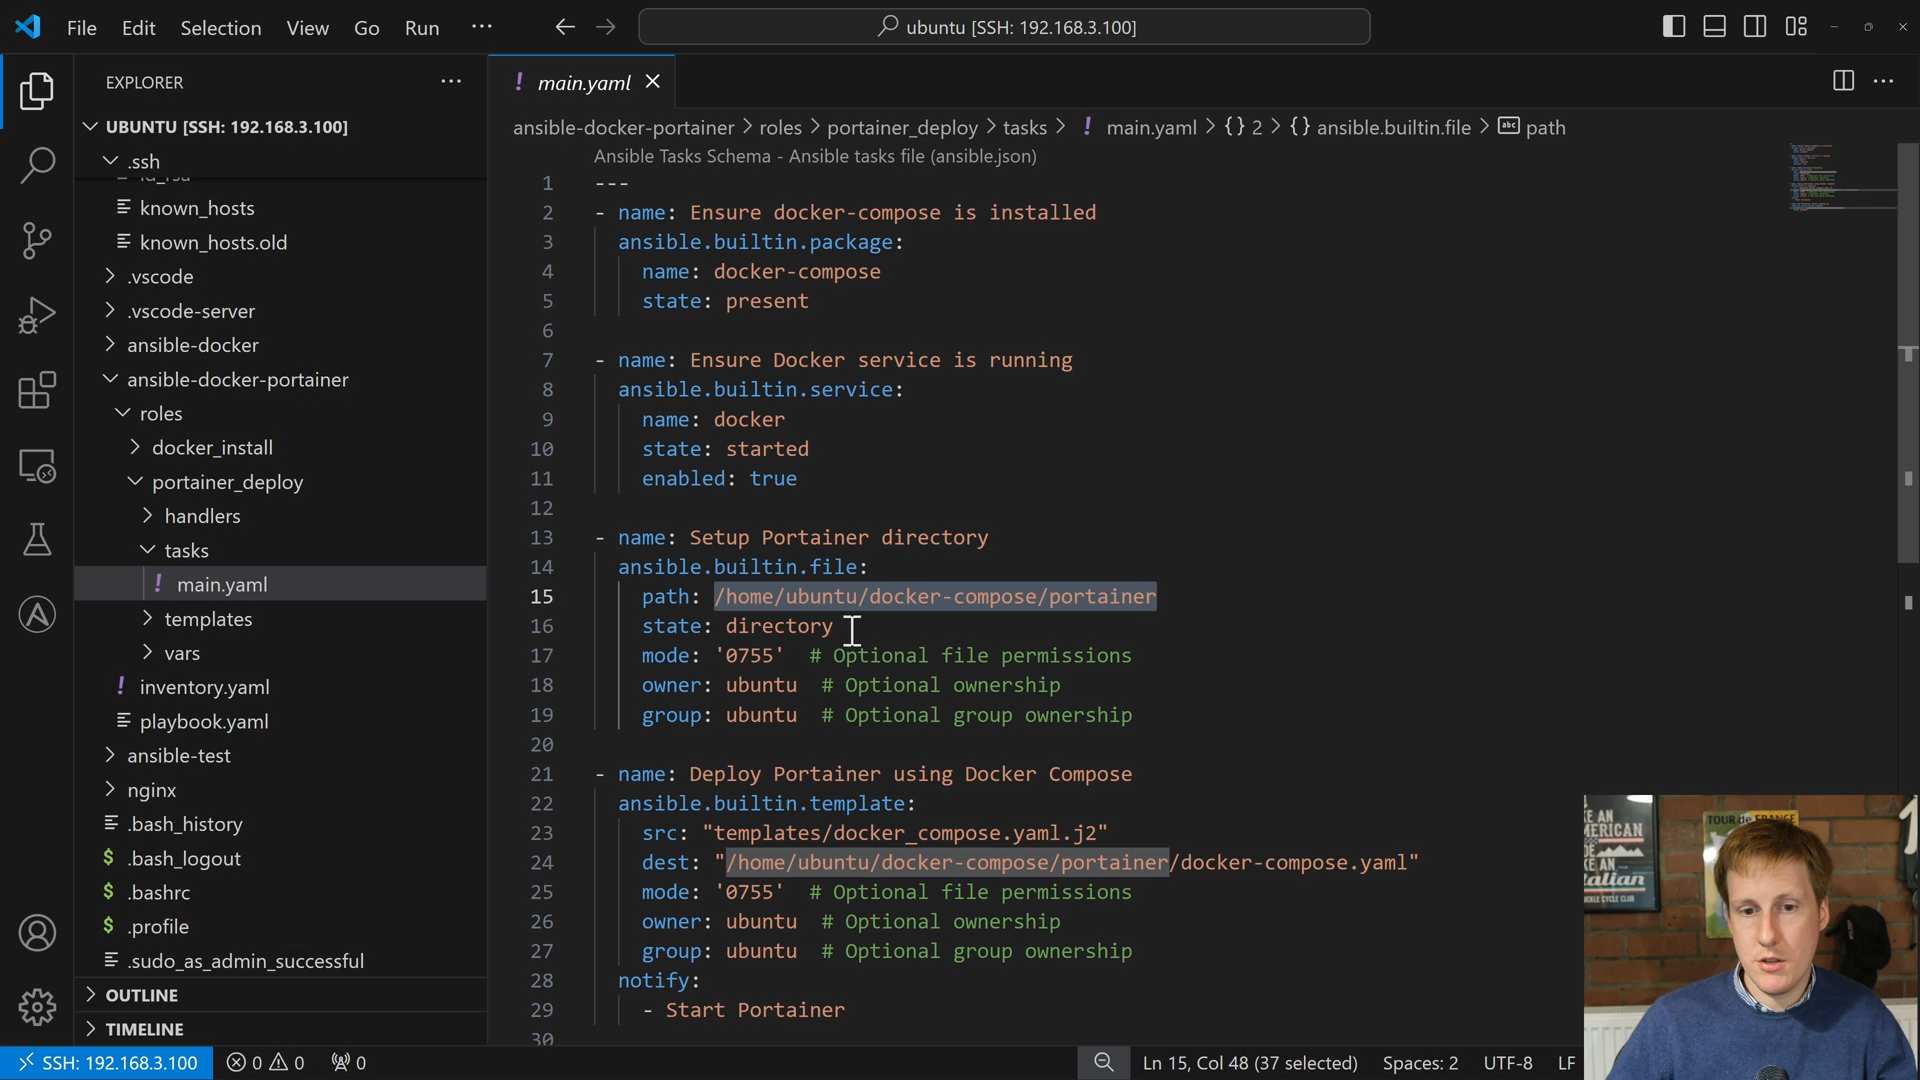 File Edit Selection View Go Run ··· ubuntu [SSH: 192.168.3.100]
EXPLORER ···
UBUNTU [SSH: 192.168.3.100]
.ssh
known_hosts
known_hosts.old
.vscode
.vscode-server
ansible-docker
ansible-docker-portainer
roles
docker_install
portainer_deploy
handlers
tasks
! main.yaml
templates
vars
! inventory.yaml
playbook.yaml
ansible-test
nginx
.bash_history
$ .bash_logout
$ .bashrc
$ .profile
.sudo_as_admin_successful
OUTLINE
TIMELINE
! main.yaml
ansible-docker-portainer > roles > portainer_deploy > tasks > ! main.yaml > {} 2 > {} ansible.builtin.file > abc path
Ansible Tasks Schema - Ansible tasks file (ansible.json)
1 ---
2 - name: Ensure docker-compose is installed
3 ansible.builtin.package:
4 name: docker-compose
5 state: present
6
7 - name: Ensure Docker service is running
8 ansible.builtin.service:
9 name: docker
10 state: started
11 enabled: true
12
13 - name: Setup Portainer directory
14 ansible.builtin.file:
15 path: /home/ubuntu/docker-compose/portainer
16 state: directory
17 mode: '0755' # Optional file permissions
18 owner: ubuntu # Optional ownership
19 group: ubuntu # Optional group ownership
20
21 - name: Deploy Portainer using Docker Compose
22 ansible.builtin.template:
23 src: "templates/docker_compose.yaml.j2"
24 dest: "/home/ubuntu/docker-compose/portainer/docker-compose.yaml"
25 mode: '0755' # Optional file permissions
26 owner: ubuntu # Optional ownership
27 group: ubuntu # Optional group ownership
28 notify:
29 - Start Portainer
30
TOUR de FRANCE
SSH: 192.168.3.100 0 0 0 Ln 15, Col 48 (37 selected) Spaces: 2 UTF-8 LF